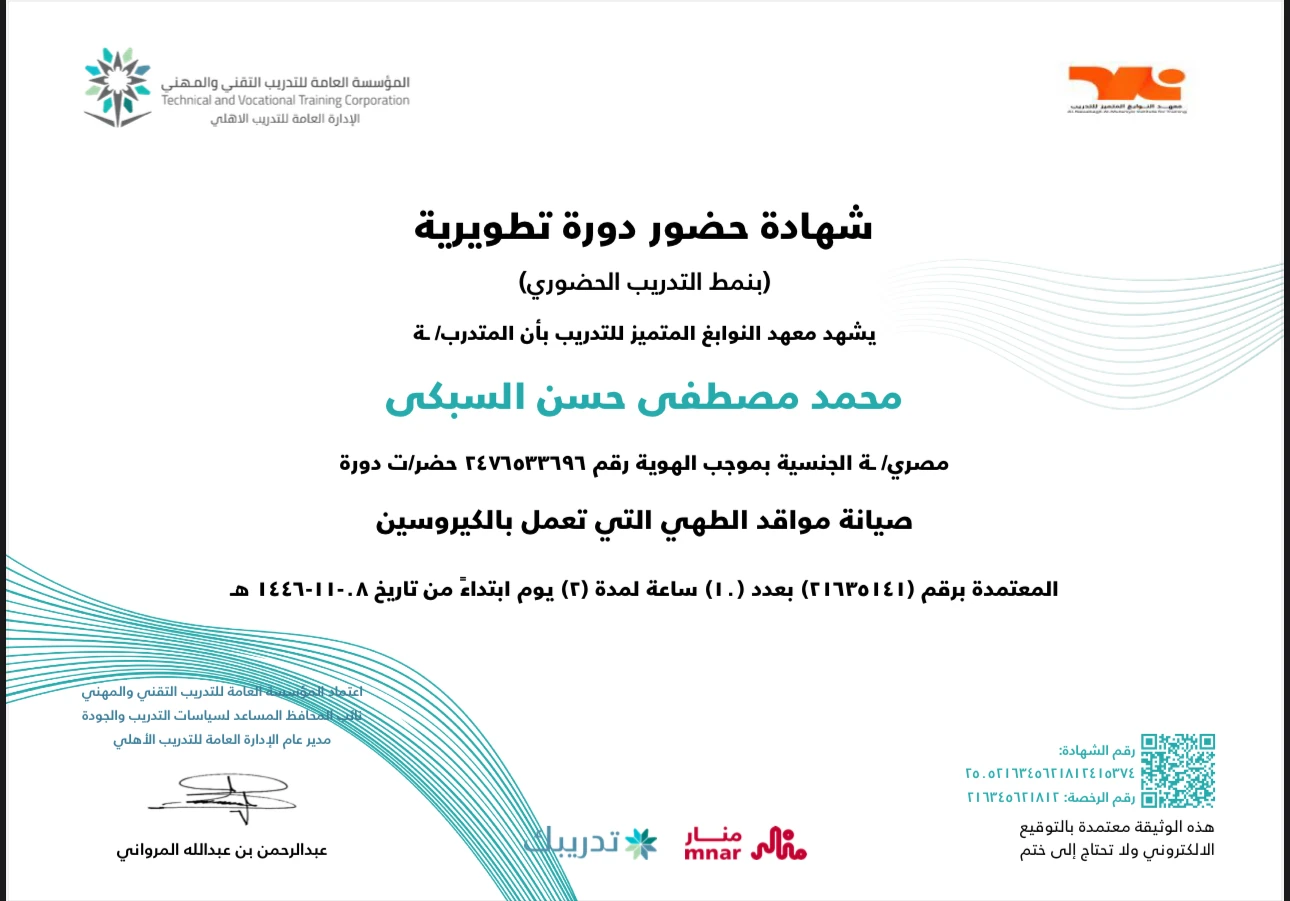 المؤسسة العامة للتدريب التقني والمهني
Technical and Vocational Training Corporation
الإدارة العامة للتدريب الاهلي
معهد النوابغ المتميز للتدريب
شهادة حضور دورة تطويرية
(بنمط التدريب الحضوري)
يشهد معهد النوابغ المتميز للتدريب بأن المتدرب/ ـة
محمد مصطفى حسن السبكى
مصري/ ـة الجنسية بموجب الهوية رقم ٢٤٧٦٥٣٣٦٩٦ حضر/ت دورة
صيانة مواقد الطهي التي تعمل بالكيروسين
المعتمدة برقم (٢١٦٣٥١٤١) بعدد (١٠) ساعة لمدة (٢) يوم ابتداءً من تاريخ ٠٨-١١-١٤٤٦ هـ
اعتماد المؤسسة العامة للتدريب التقني والمهني
نائب المحافظ المساعد لسياسات التدريب والجودة
مدير عام الإدارة العامة للتدريب الأهلي
عبدالرحمن بن عبدالله المرواني
رقم الشهادة:
٢٥٠٥٢١٦٣٤٥٦٢١٨١٢٤١٥٣٧٤
رقم الرخصة: ٢١٦٣٤٥٦٢١٨١٢
هذه الوثيقة معتمدة بالتوقيع
الالكتروني ولا تحتاج إلى ختم
منار
mnar
تدريبك